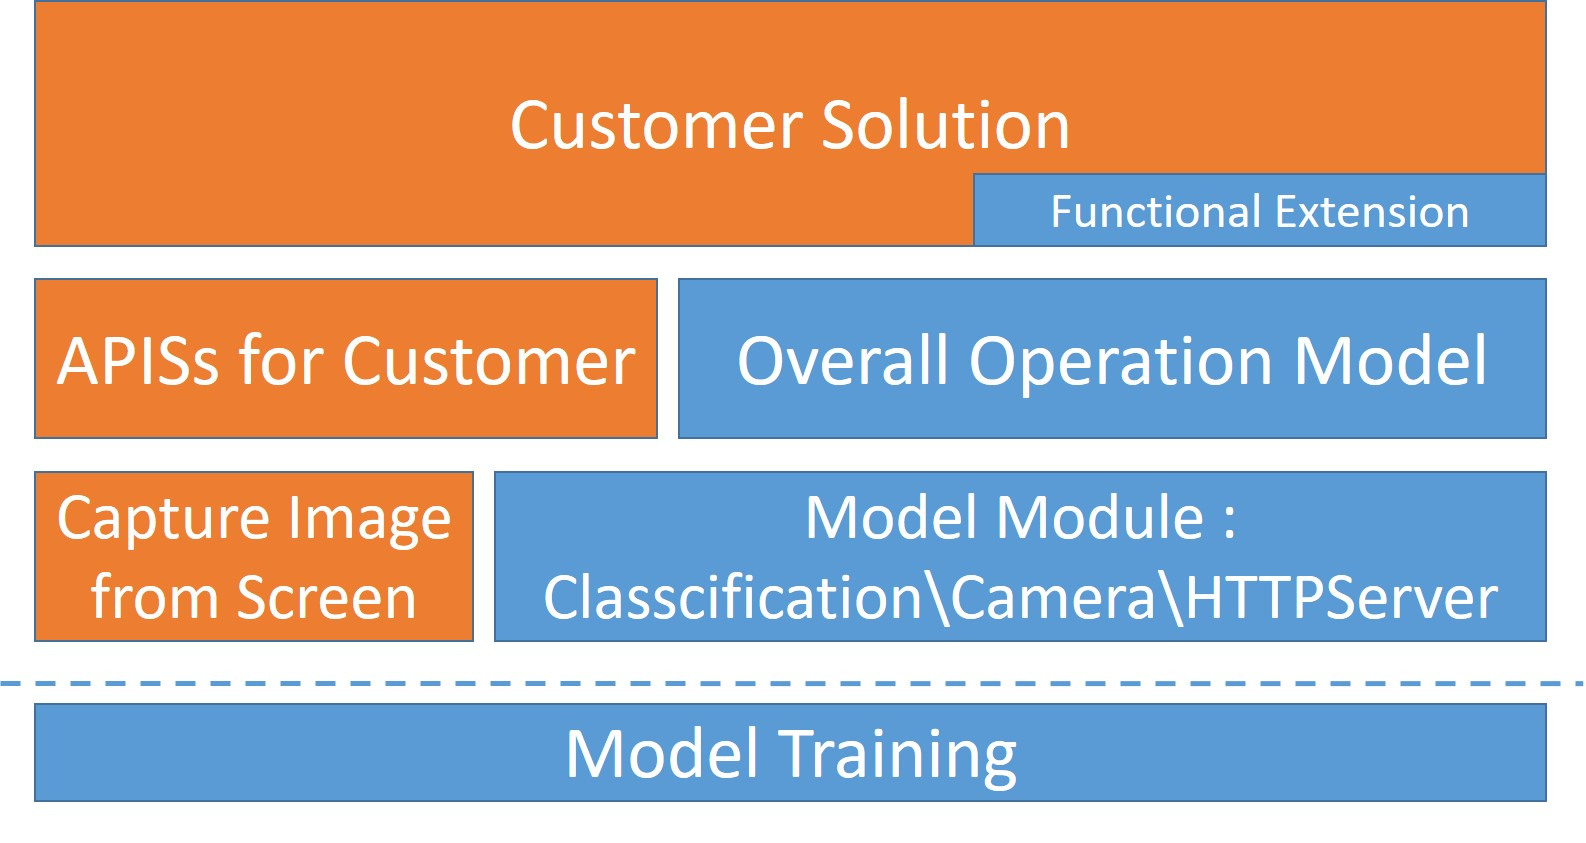 Customer Solution
Functional Extension
APISs for Customer
Overall Operation Model
Capture Image
from Screen
Model Module :
Classcification\Camera\HTTPServer
Model Training